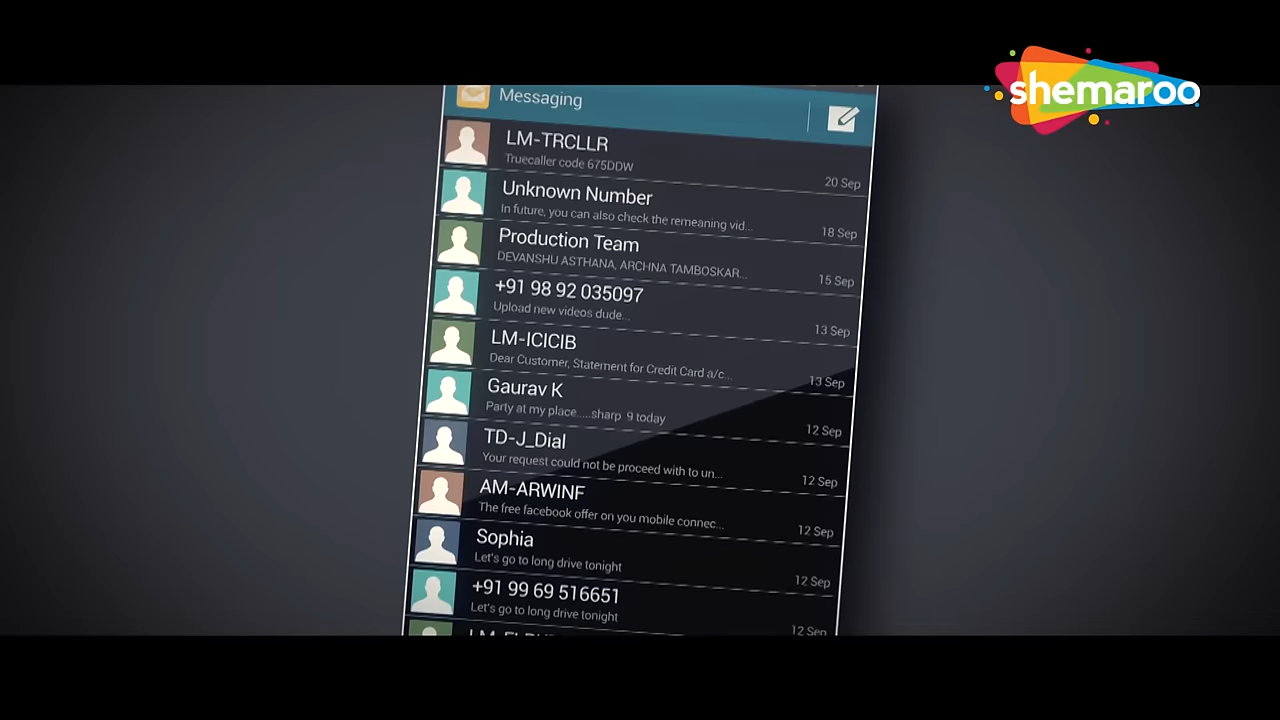 shemaroo
Messaging
LM-TRCLLR
Truecaller code 675DDW
20 Sep
Unknown Number
In future, you can also check the remeaning vid...
18 Sep
Production Team
DEVANSHU ASTHANA, ARCHNA TAMBOSKAR...
15 Sep
+91 98 92 035097
Upload new videos dude...
13 Sep
LM-ICICIB
Dear Customer, Statement for Credit Card a/c...
13 Sep
Gaurav K
Party at my place.....sharp 9 today
12 Sep
TD-J_Dial
Your request could not be proceed with to un...
12 Sep
AM-ARWINF
The free facebook offer on you mobile connec...
12 Sep
Sophia
Let's go to long drive tonight
12 Sep
+91 99 69 516651
Let's go to long drive tonight
12 Sep